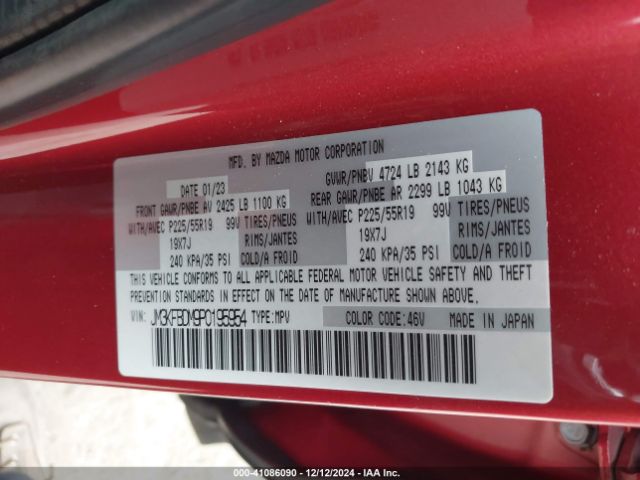 MFD. BY MAZDA MOTOR CORPORATION
DATE 01/23 GVWR/PNBV 4724 LB 2143 KG
FRONT GAWR/PNBE AV 2425 LB 1100 KG REAR GAWR/PNBE AR 2299 LB 1043 KG
WITH/AVEC P225/55R19 99V TIRES/PNEUS WITH/AVEC P225/55R19 99V TIRES/PNEUS
19X7J RIMS/JANTES 19X7J RIMS/JANTES
240 KPA/35 PSI COLD/A FROID 240 KPA/35 PSI COLD/A FROID
THIS VEHICLE CONFORMS TO ALL APPLICABLE FEDERAL MOTOR VEHICLE SAFETY AND THEFT
PREVENTION STANDARDS IN EFFECT ON THE DATE OF MANUFACTURE SHOWN ABOVE.
VIN: JM3KFBDM9P0195954 TYPE: MPV COLOR CODE: 46V MADE IN JAPAN
000-41086090 - 12/12/2024 - IAA Inc.